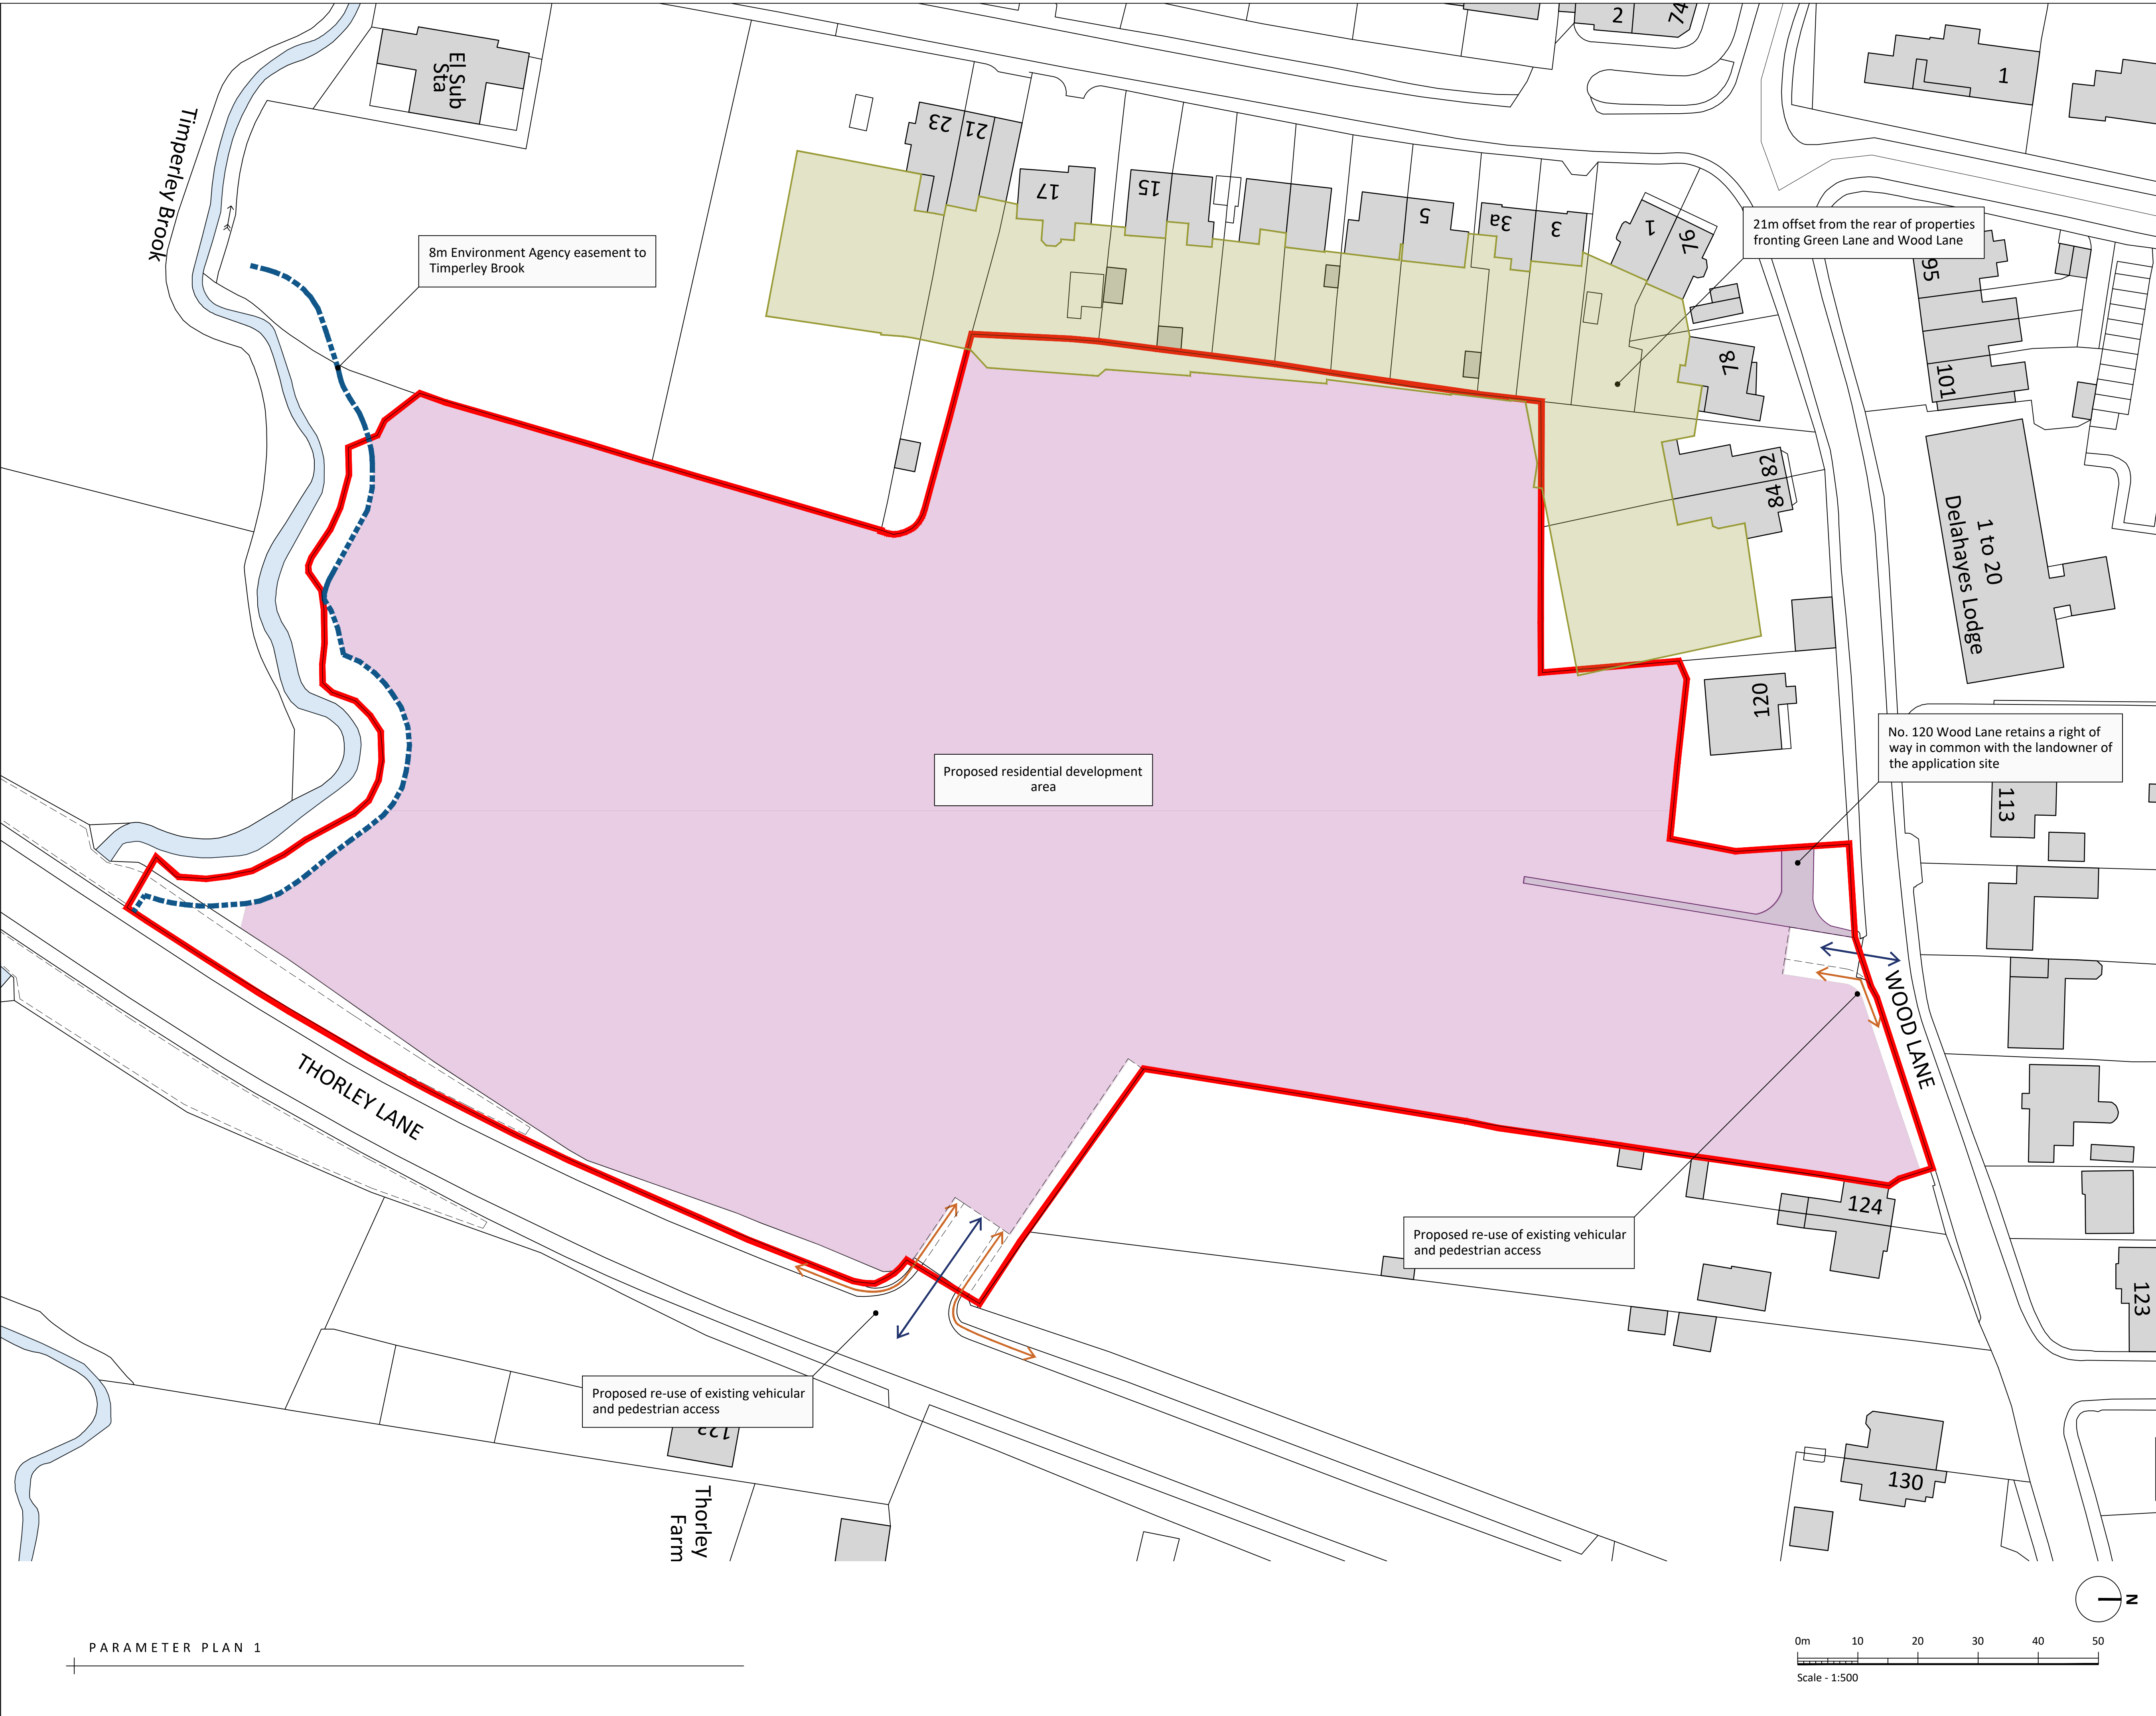 2
74
1
El Sub
Sta
Timperley Brook
23
21
17
15
5
3a
3
1
76
21m offset from the rear of properties
fronting Green Lane and Wood Lane
8m Environment Agency easement to
Timperley Brook
95
78
101
82
84
1 to 20
Delahayes Lodge
120
No. 120 Wood Lane retains a right of
way in common with the landowner of
the application site
Proposed residential development
area
113
WOOD LANE
THORLEY LANE
124
Proposed re-use of existing vehicular
and pedestrian access
123
Proposed re-use of existing vehicular
and pedestrian access
122
130
Thorley
Farm
N
PARAMETER PLAN 1
0m 10 20 30 40 50
Scale - 1:500